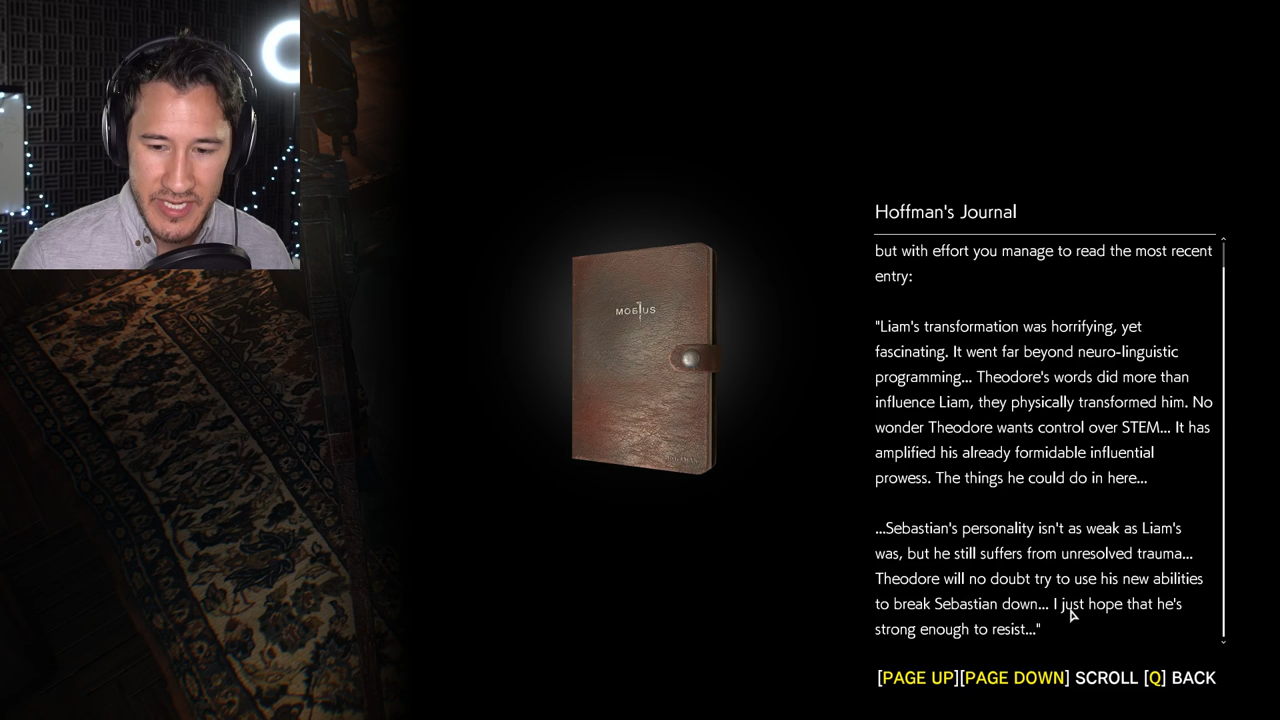 Hoffman's Journal
but with effort you manage to read the most recent
entry:
"Liam's transformation was horrifying, yet
fascinating. It went far beyond neuro-linguistic
programming... Theodore's words did more than
influence Liam, they physically transformed him. No
wonder Theodore wants control over STEM... It has
amplified his already formidable influential
prowess. The things he could do in here...
...Sebastian's personality isn't as weak as Liam's
was, but he still suffers from unresolved trauma...
Theodore will no doubt try to use his new abilities
to break Sebastian down... I just hope that he's
strong enough to resist..."
MOBIUS
[PAGE UP][PAGE DOWN] SCROLL [Q] BACK